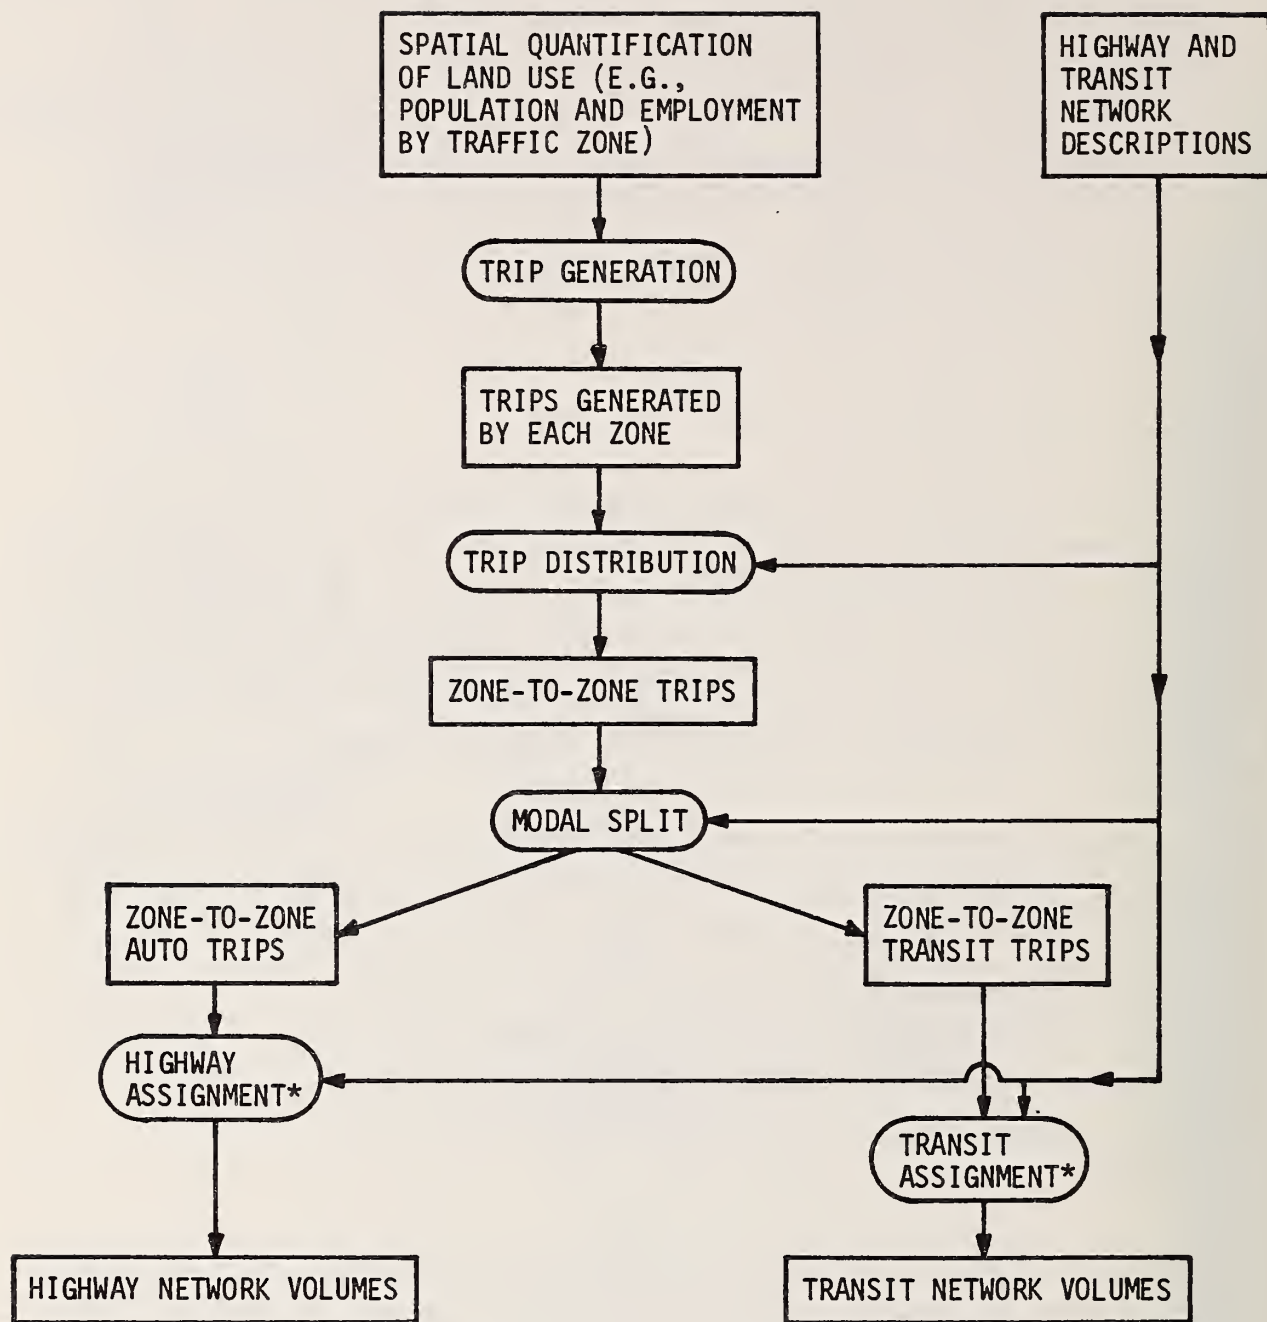 SPATIAL QUANTIFICATION
OF LAND USE (E.G.,
POPULATION AND EMPLOYMENT
BY TRAFFIC ZONE)
HIGHWAY AND
TRANSIT
NETWORK
DESCRIPTIONS
TRIP GENERATION
TRIPS GENERATED
BY EACH ZONE
TRIP DISTRIBUTION
ZONE-TO-ZONE TRIPS
MODAL SPLIT
ZONE-TO-ZONE
AUTO TRIPS
ZONE-TO-ZONE
TRANSIT TRIPS
HIGHWAY
ASSIGNMENT*
TRANSIT
ASSIGNMENT*
HIGHWAY NETWORK VOLUMES
TRANSIT NETWORK VOLUMES